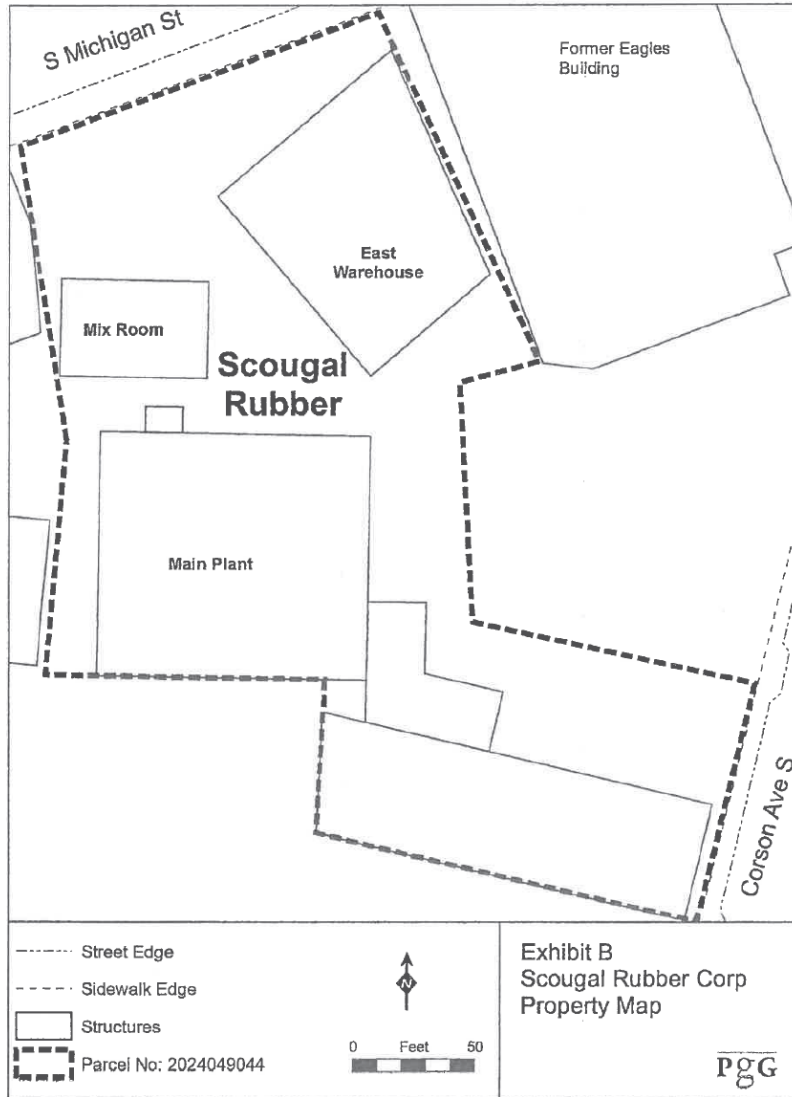 S Michigan St
Former Eagles
Building
East
Warehouse
Mix Room
Scougal
Rubber
Main Plant
Corson Ave S
Street Edge
Sidewalk Edge
Structures
Parcel No: 2024049044
N
0 Feet 50
Exhibit B
Scougal Rubber Corp
Property Map
PgG